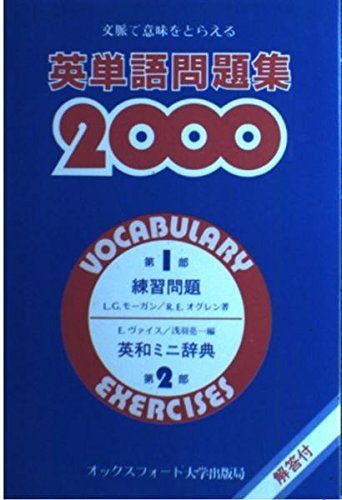 文脈で意味をとらえる
英単語問題集
2000
VOCABULARY
第1部
練習問題
L.G.モーガン/R.E.オグレン著
E.ヴァイス/浅羽亮一編
英和ミニ辞典
第2部
EXERCISES
解答付
オックスフォード大学出版局